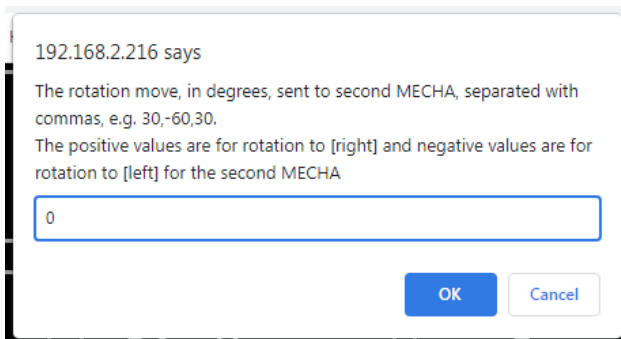 192.168.2.216 says
The rotation move, in degrees, sent to second MECHA, separated with
commas, e.g. 30,-60,30.
The positive values are for rotation to [right] and negative values are for
rotation to [left] for the second MECHA
0
OK Cancel